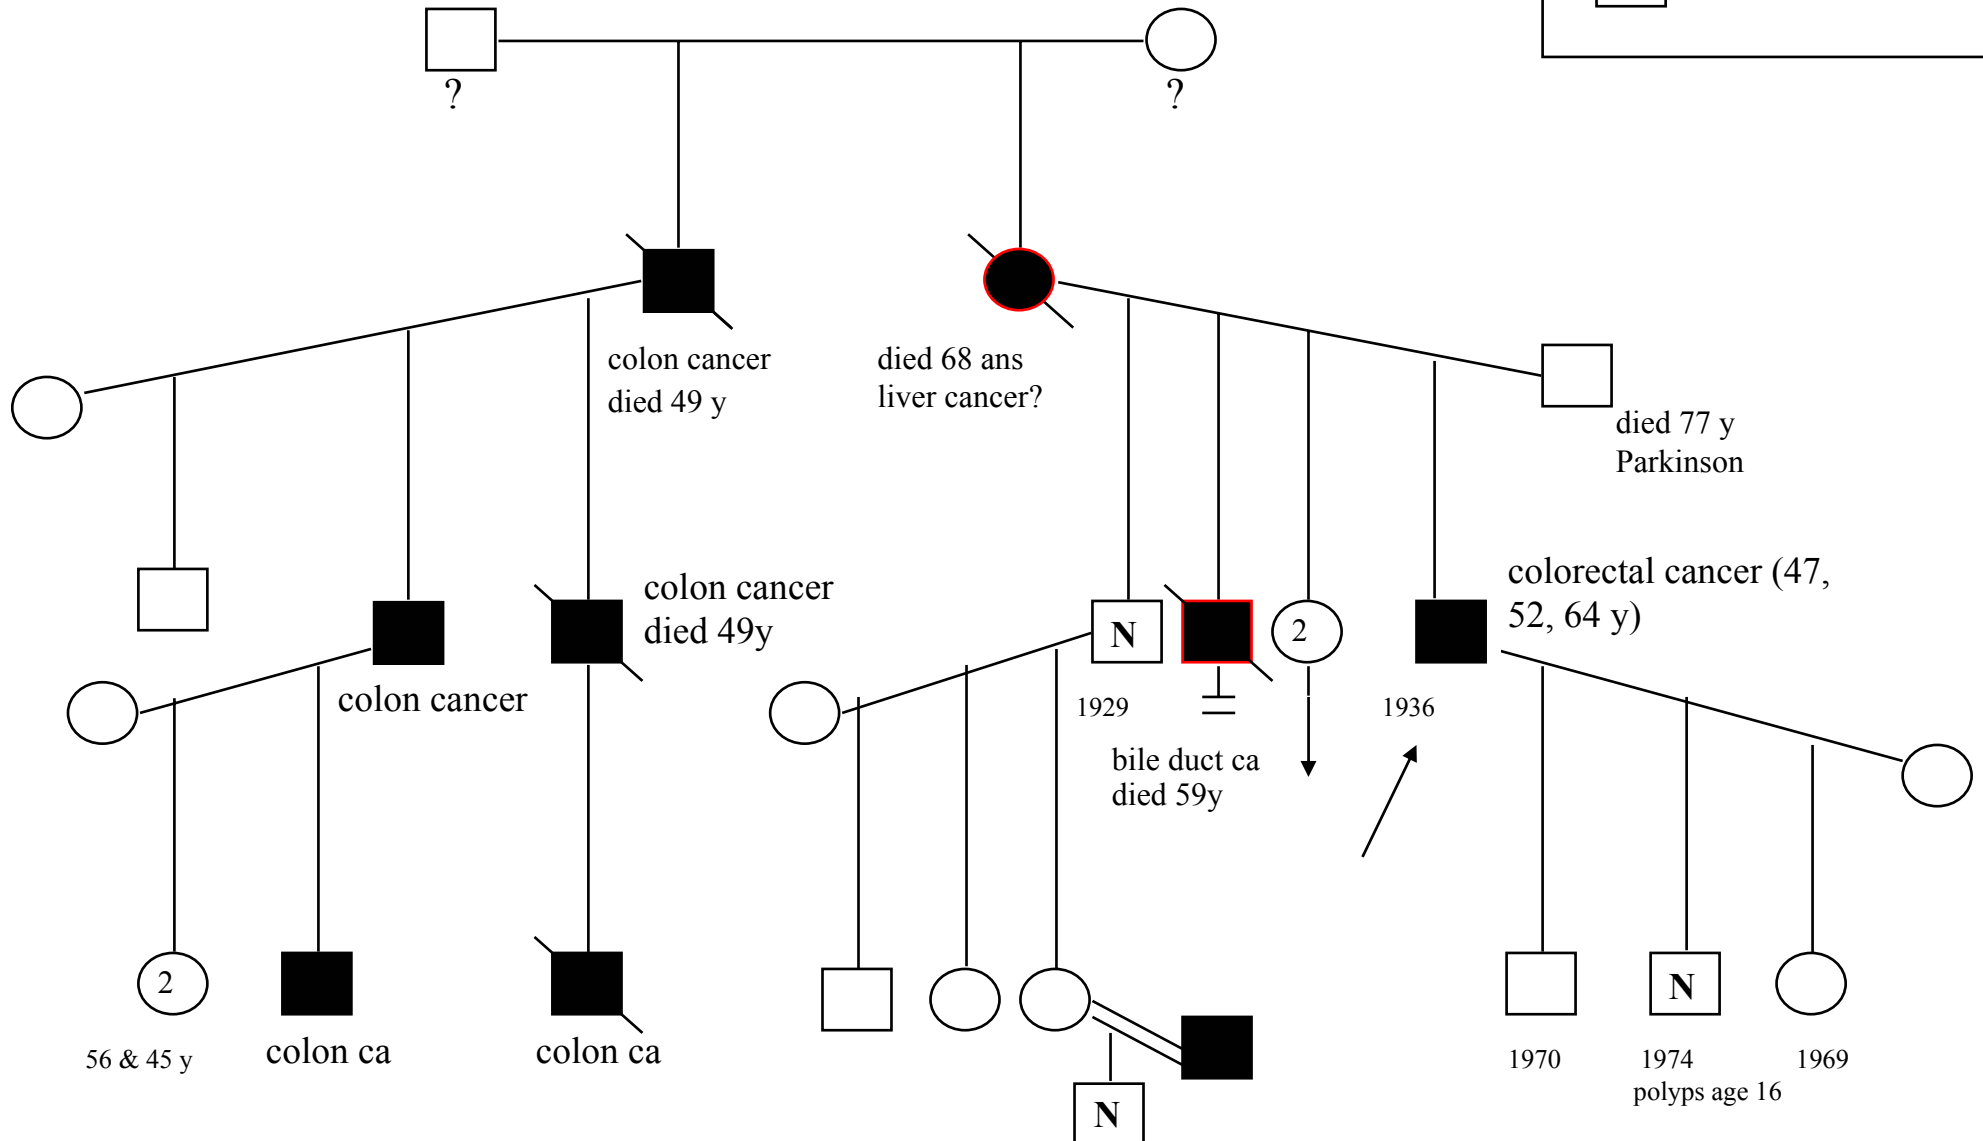 ?
?
colon cancer
died 49 y
died 68 ans
liver cancer?
died 77 y
Parkinson
colon cancer
died 49y
N
2
colorectal cancer (47,
52, 64 y)
colon cancer
1929
1936
bile duct ca
died 59y
2
N
56 & 45 y
colon ca
colon ca
1970
1974
1969
polyps age 16
N